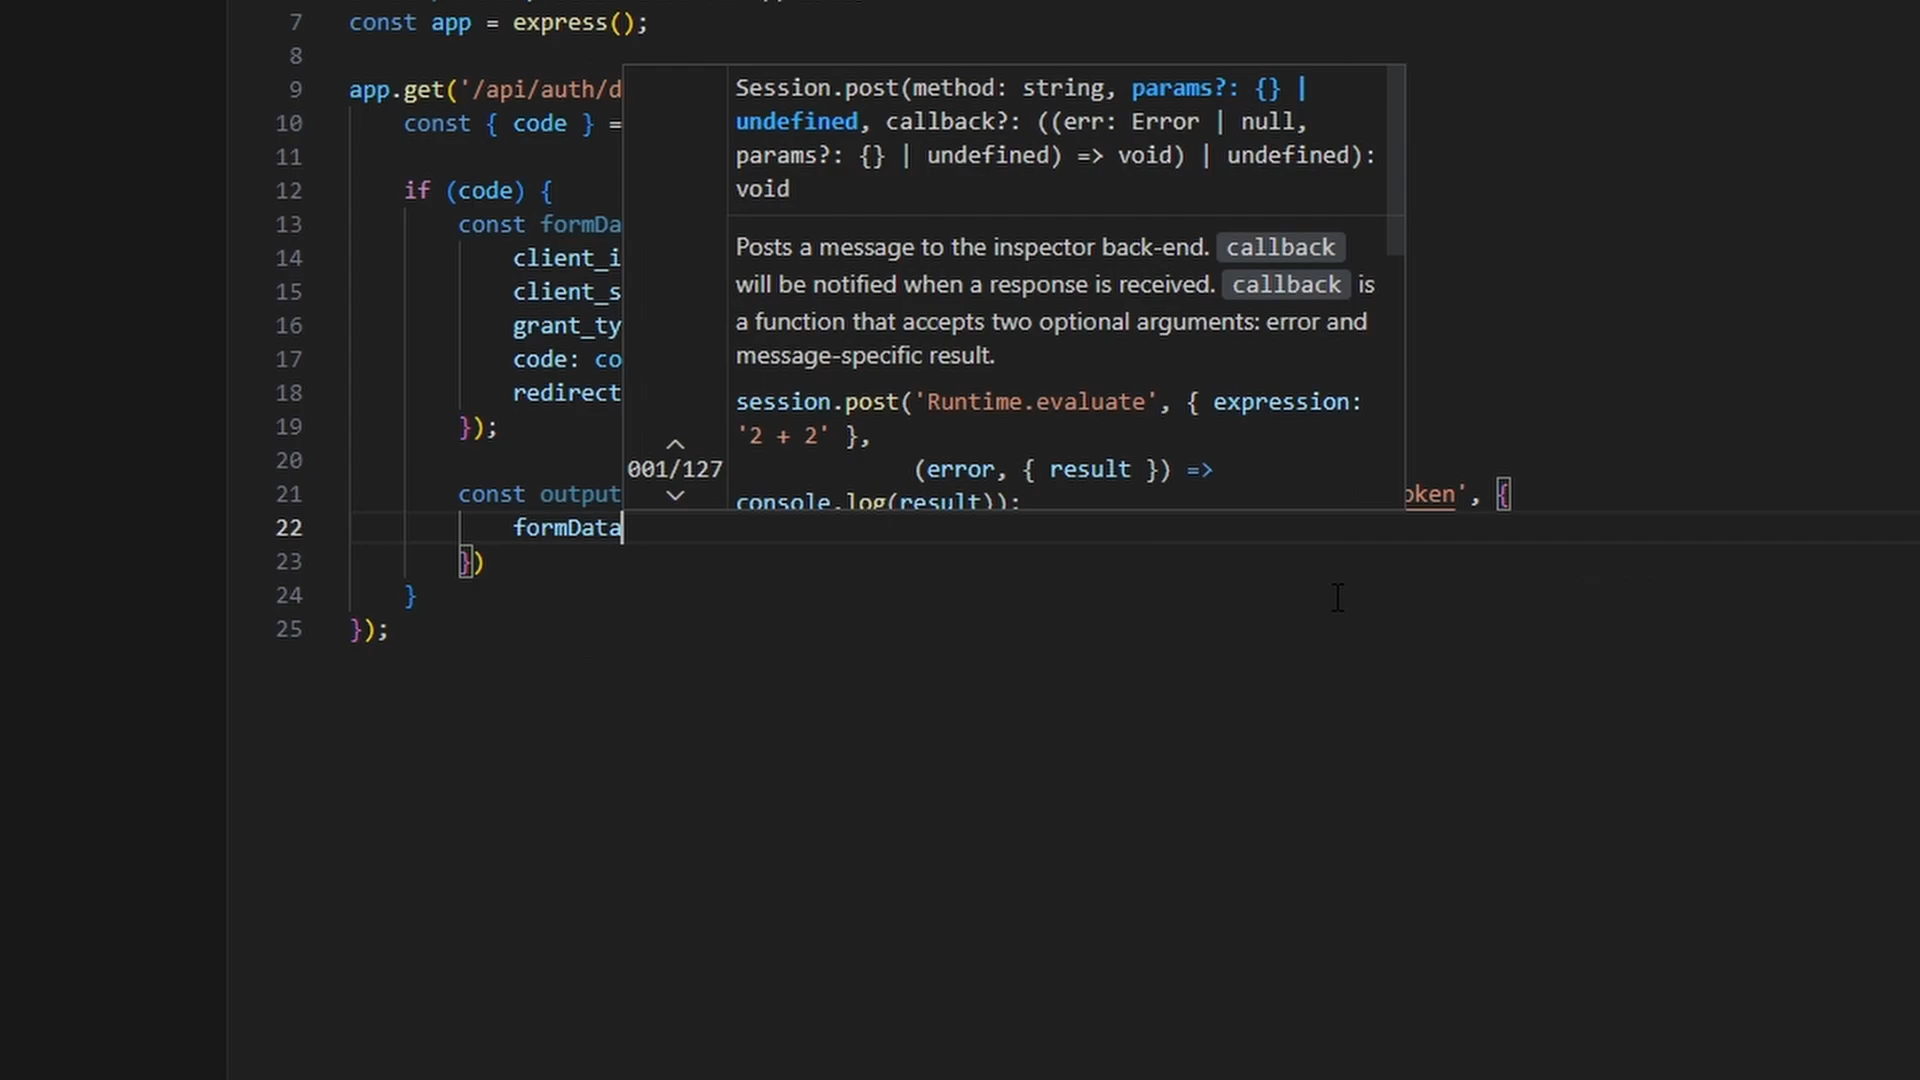 7 const app = express();
8
9 app.get('/api/auth/d
10 const { code } =
11
12 if (code) {
13 const formDa
14 client_i
15 client_s
16 grant_ty
17 code: co
18 redirect
19 });
20
21 const output oken', {
22 formData
23 })
24 }
25 });
Session.post(method: string, params?: {} |
undefined, callback?: ((err: Error | null,
params?: {} | undefined) => void) | undefined):
void
Posts a message to the inspector back-end. callback
will be notified when a response is received. callback is
a function that accepts two optional arguments: error and
message-specific result.
session.post('Runtime.evaluate', { expression:
'2 + 2' },
(error, { result }) =>
console.log(result));
001/127